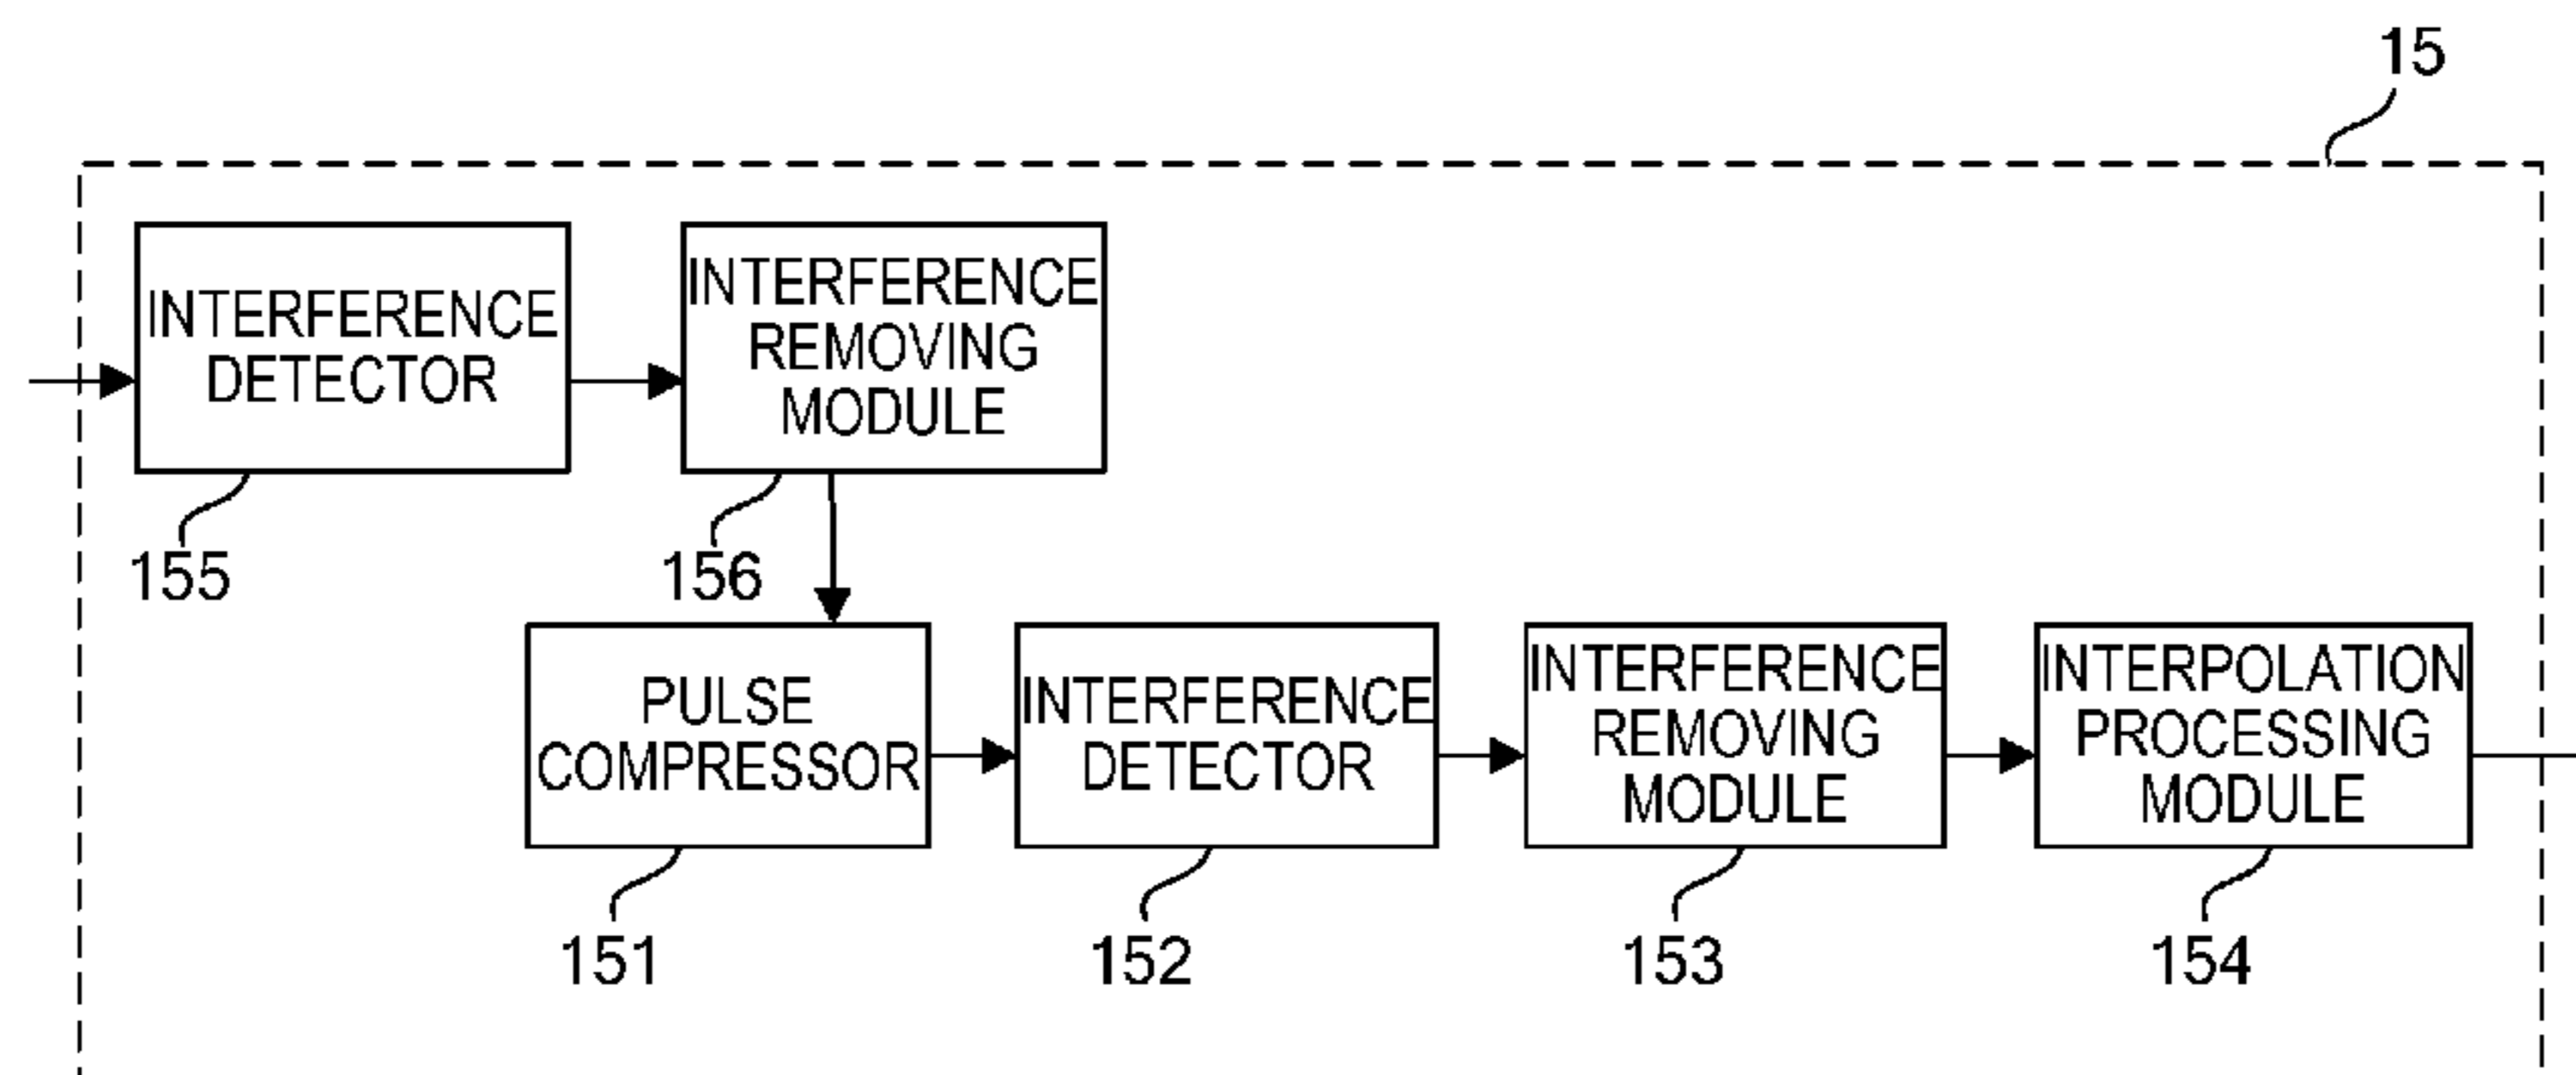 15
INTERFERENCE
DETECTOR
INTERFERENCE
REMOVING
MODULE
155
156
PULSE
COMPRESSOR
INTERFERENCE
DETECTOR
INTERFERENCE
REMOVING
MODULE
INTERPOLATION
PROCESSING
MODULE
151
152
153
154